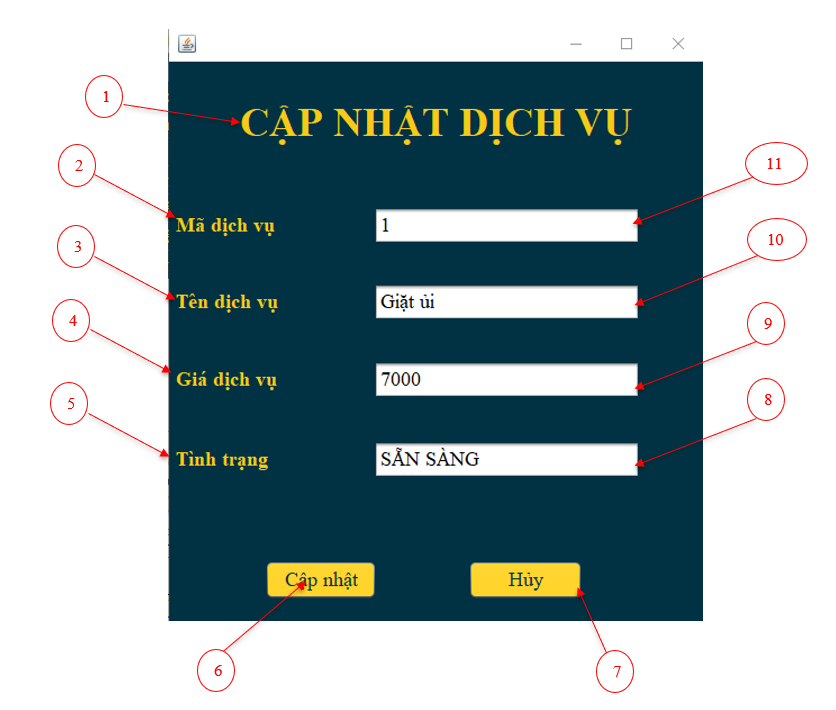 1
CẬP NHẬT DỊCH VỤ
2
11
Mã dịch vụ
1
3
10
Tên dịch vụ
Giặt ủi
4
9
Giá dịch vụ
7000
5
8
Tình trạng
SẴN SÀNG
Cập nhật
Hủy
6
7